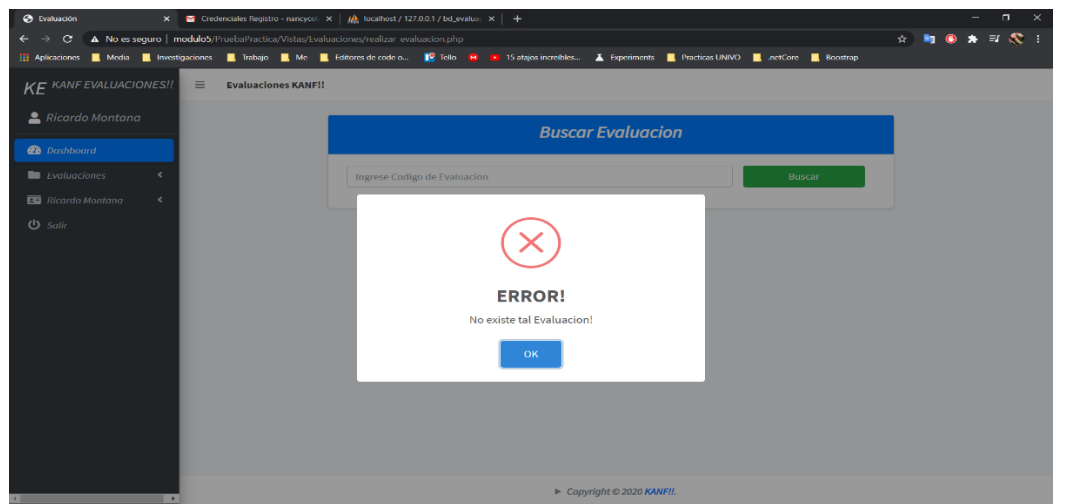 Evaluación
Credenciales Registro - nancycol
localhost / 127.0.0.1 / bd_evaluac
No es seguro | modulo5/PruebaPractica/Vistas/Evaluaciones/realizar_evaluacion.php
Aplicaciones Media Investigaciones Trabajo Me Editores de code o... Tello 15 atajos increíbles... Experiments Practicas UNIVO .netCore Boostrap
KE KANF EVALUACIONES!!
Evaluaciones KANF!!
Ricardo Montana
Dashboard
Evaluaciones
Ricardo Montana
Salir
Buscar Evaluacion
Ingrese Codigo de Evaluacion
Buscar
ERROR!
No existe tal Evaluacion!
OK
Copyright © 2020 KANF!!.